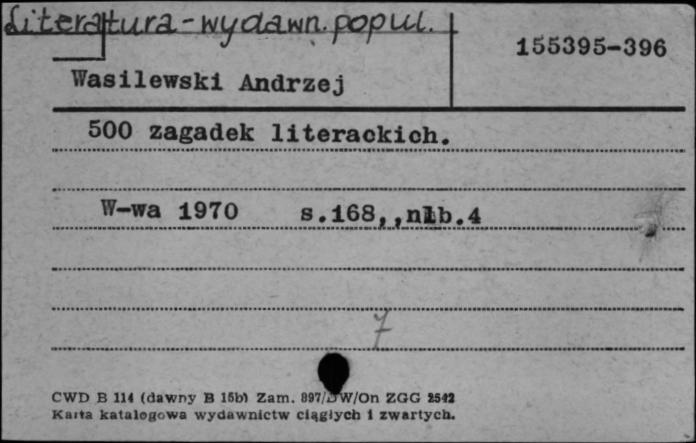 Literatura-wydawn. popul.
155395-396
Wasilewski Andrzej
500 zagadek literackich.
W-wa 1970 s.168,,nlb.4
7
CWD B 114 (dawny B 15b) Zam. 897/DW/On ZGG 2542
Karta katalogowa wydawnictw ciągłych i zwartych.